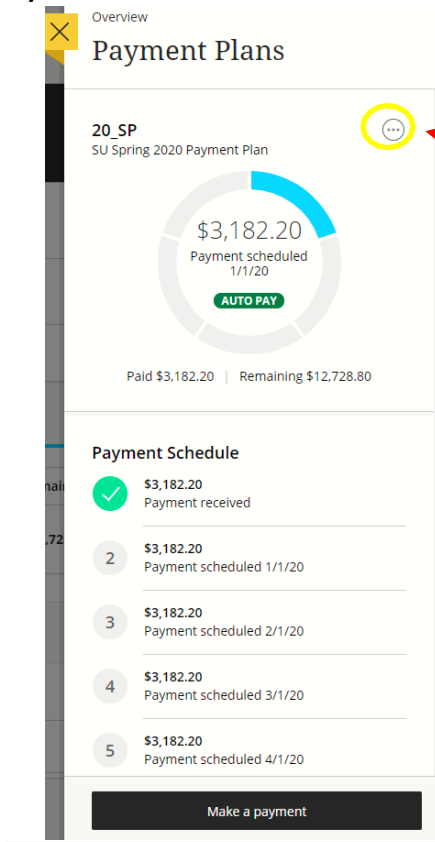 Overview
Payment Plans
20_SP
SU Spring 2020 Payment Plan
$3,182.20
Payment scheduled
1/1/20
AUTO PAY
Paid $3,182.20 | Remaining $12,728.80
Payment Schedule
$3,182.20
Payment received
2
$3,182.20
Payment scheduled 1/1/20
3
$3,182.20
Payment scheduled 2/1/20
4
$3,182.20
Payment scheduled 3/1/20
5
$3,182.20
Payment scheduled 4/1/20
Make a payment